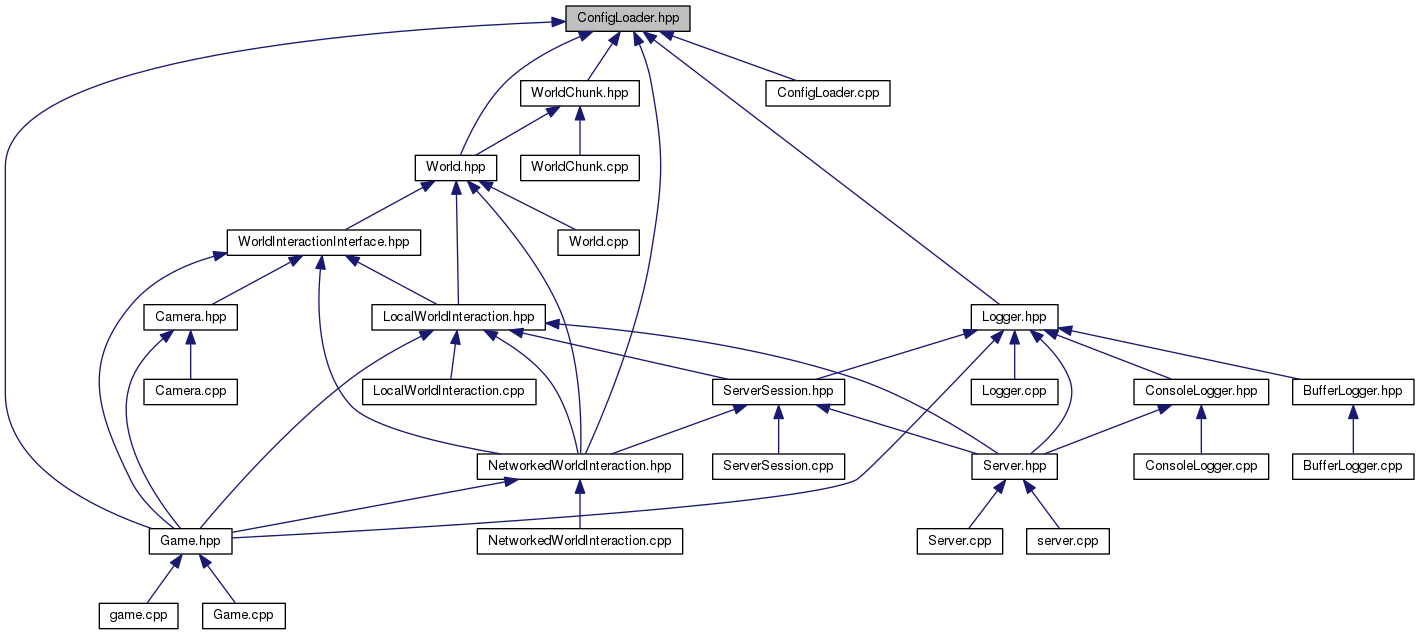 ConfigLoader.hpp
WorldChunk.hpp
ConfigLoader.cpp
World.hpp
WorldChunk.cpp
WorldInteractionInterface.hpp
World.cpp
Camera.hpp
LocalWorldInteraction.hpp
Logger.hpp
Camera.cpp
LocalWorldInteraction.cpp
ServerSession.hpp
Logger.cpp
ConsoleLogger.hpp
BufferLogger.hpp
NetworkedWorldInteraction.hpp
ServerSession.cpp
Server.hpp
ConsoleLogger.cpp
BufferLogger.cpp
Game.hpp
NetworkedWorldInteraction.cpp
Server.cpp
server.cpp
game.cpp
Game.cpp